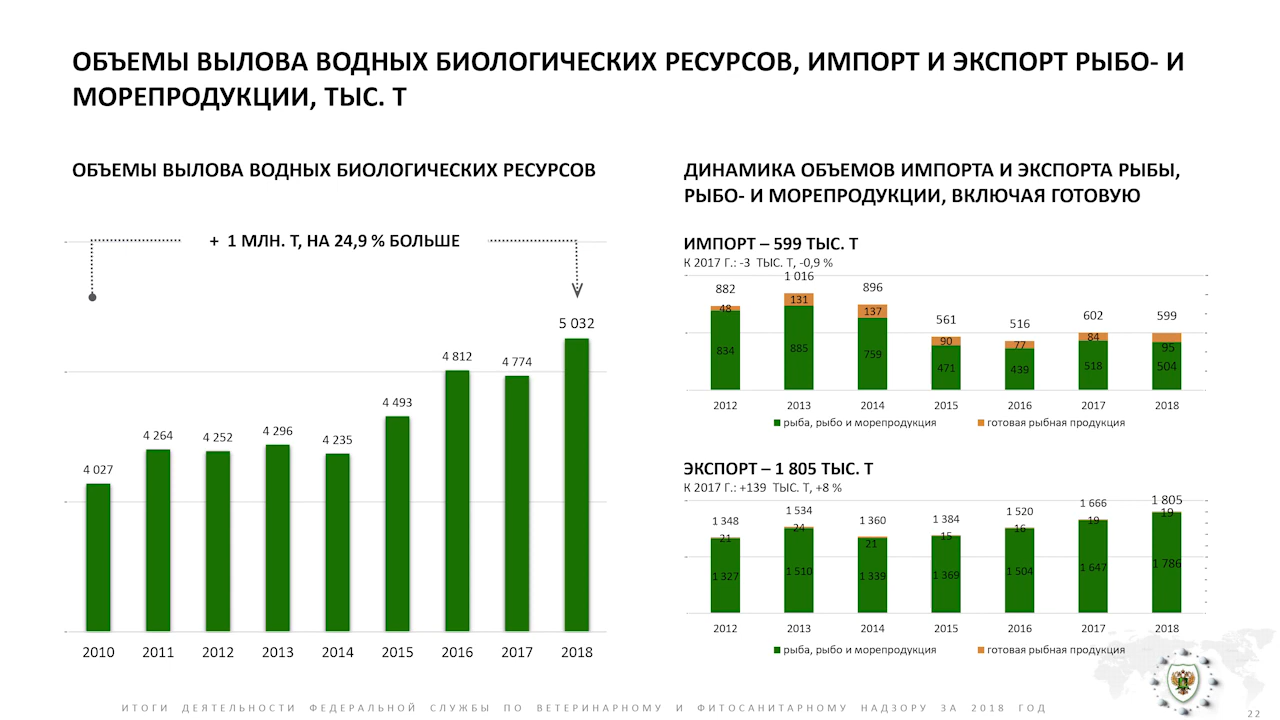 ОБЪЕМЫ ВЫЛОВА ВОДНЫХ БИОЛОГИЧЕСКИХ РЕСУРСОВ, ИМПОРТ И ЭКСПОРТ РЫБО- И
МОРЕПРОДУКЦИИ, ТЫС. Т
ОБЪЕМЫ ВЫЛОВА ВОДНЫХ БИОЛОГИЧЕСКИХ РЕСУРСОВ
+ 1 МЛН. Т, НА 24,9 % БОЛЬШЕ
4 027 4 264 4 252 4 296 4 235 4 493 4 812 4 774 5 032
2010 2011 2012 2013 2014 2015 2016 2017 2018
ДИНАМИКА ОБЪЕМОВ ИМПОРТА И ЭКСПОРТА РЫБЫ,
РЫБО- И МОРЕПРОДУКЦИИ, ВКЛЮЧАЯ ГОТОВУЮ
ИМПОРТ – 599 ТЫС. Т
К 2017 Г.: -3 ТЫС. Т, -0,9 %
882 1 016 896 561 516 602 599
48 131 137 90 77 84 95
834 885 759 471 439 518 504
2012 2013 2014 2015 2016 2017 2018
рыба, рыбо и морепродукция готовая рыбная продукция
ЭКСПОРТ – 1 805 ТЫС. Т
К 2017 Г.: +139 ТЫС. Т, +8 %
1 348 1 534 1 360 1 384 1 520 1 666 1 805
21 24 21 15 16 19 19
1 327 1 510 1 339 1 369 1 504 1 647 1 786
2012 2013 2014 2015 2016 2017 2018
рыба, рыбо и морепродукция готовая рыбная продукция
ИТОГИ ДЕЯТЕЛЬНОСТИ ФЕДЕРАЛЬНОЙ СЛУЖБЫ ПО ВЕТЕРИНАРНОМУ И ФИТОСАНИТАРНОМУ НАДЗОРУ ЗА 2018 ГОД
22